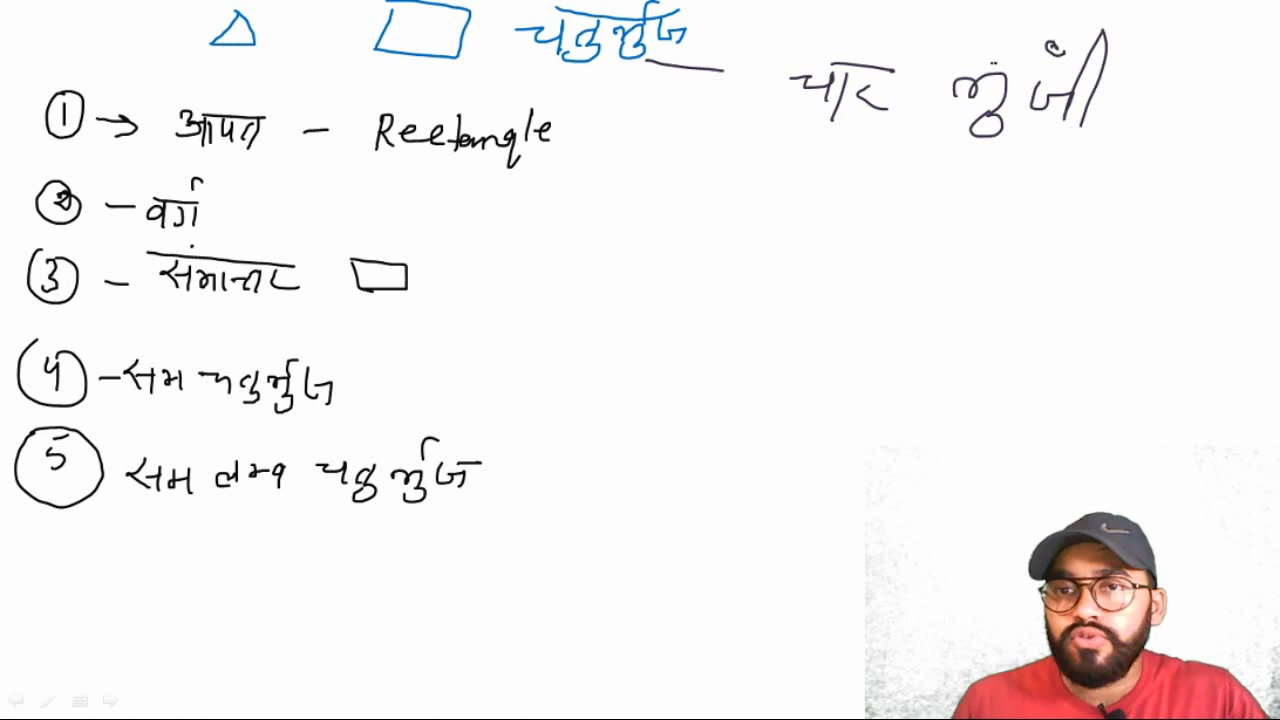 चतुर्भुज चार भुजाँ
① → आयत - Rectangle
② - वर्ग
③ - समान्तर
④ - सम चतुर्भुज
⑤ सम लम्ब चतुर्भुज